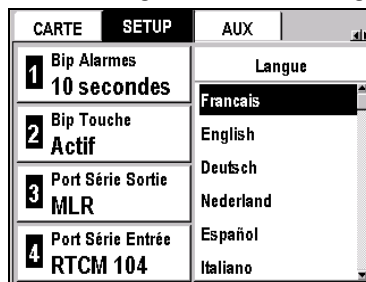 CARTE SETUP AUX
1 Bip Alarmes
10 secondes
2 Bip Touche
Actif
3 Port Série Sortie
MLR
4 Port Série Entrée
RTCM 104
Langue
Francais
English
Deutsch
Nederland
Español
Italiano